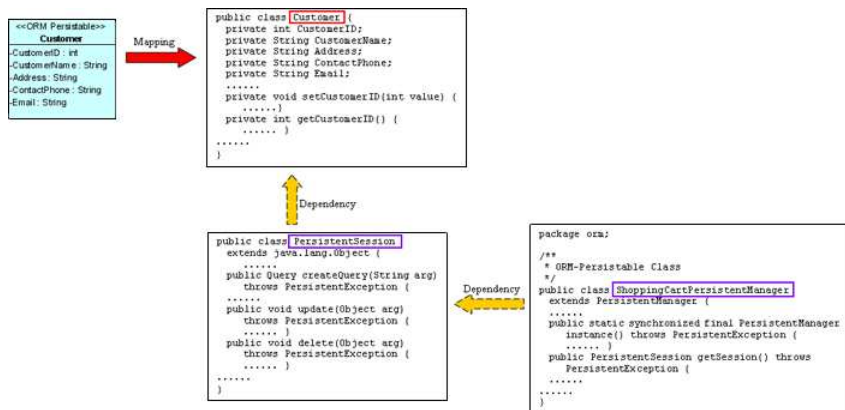 <<ORM Persistable>>
Customer
-CustomerID : int
-CustomerName : String
-Address : String
-ContactPhone : String
-Email : String
Mapping
public class Customer {
private int CustomerID;
private String CustomerName;
private String Address;
private String ContactPhone;
private String Email;
......
private void setCustomerID(int value) {
......}
private int getCustomerID() {
...... }
......
}
Dependency
public class PersistentSession
extends java.lang.Object {
......
public Query createQuery(String arg)
throws PersistentException {
......
public void update(Object arg)
throws PersistentException {
...... }
public void delete(Object arg)
throws PersistentException {
...... }
......
}
Dependency
package orm;
/**
* ORM-Persistable Class
*/
public class ShoppingCartPersistentManager
extends PersistentManager {
......
public static synchronized final PersistentManager
instance() throws PersistentException {
...... }
public PersistentSession getSession() throws
PersistentException {
......
......
}